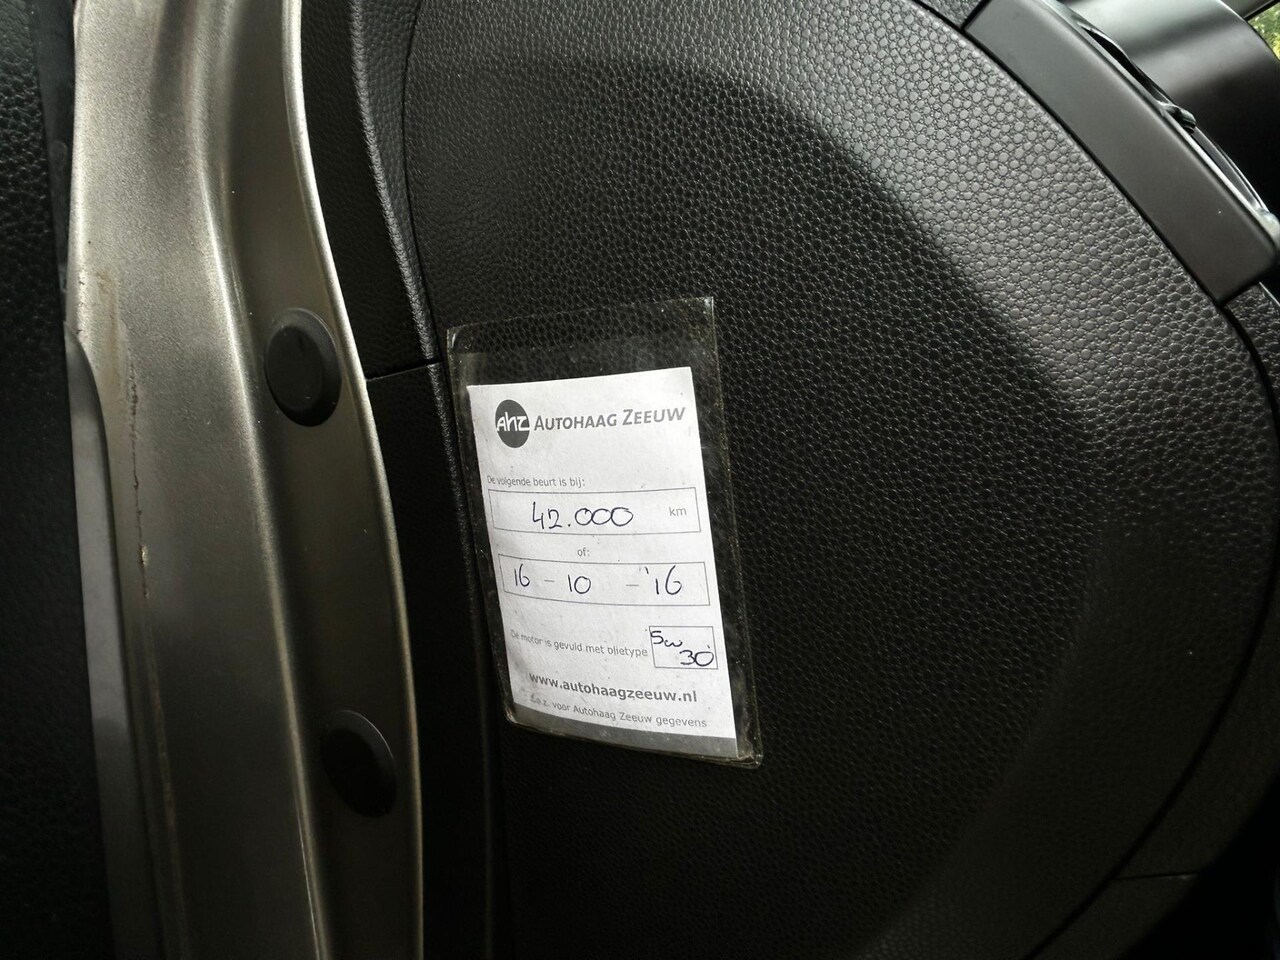 ahz AUTOHAAG ZEEUW
De volgende beurt is bij:
42.000 km
of:
16 - 10 - '16
De motor is gevuld met olietype 5w 30
www.autohaagzeeuw.nl
z.o.z. voor Autohaag Zeeuw gegevens